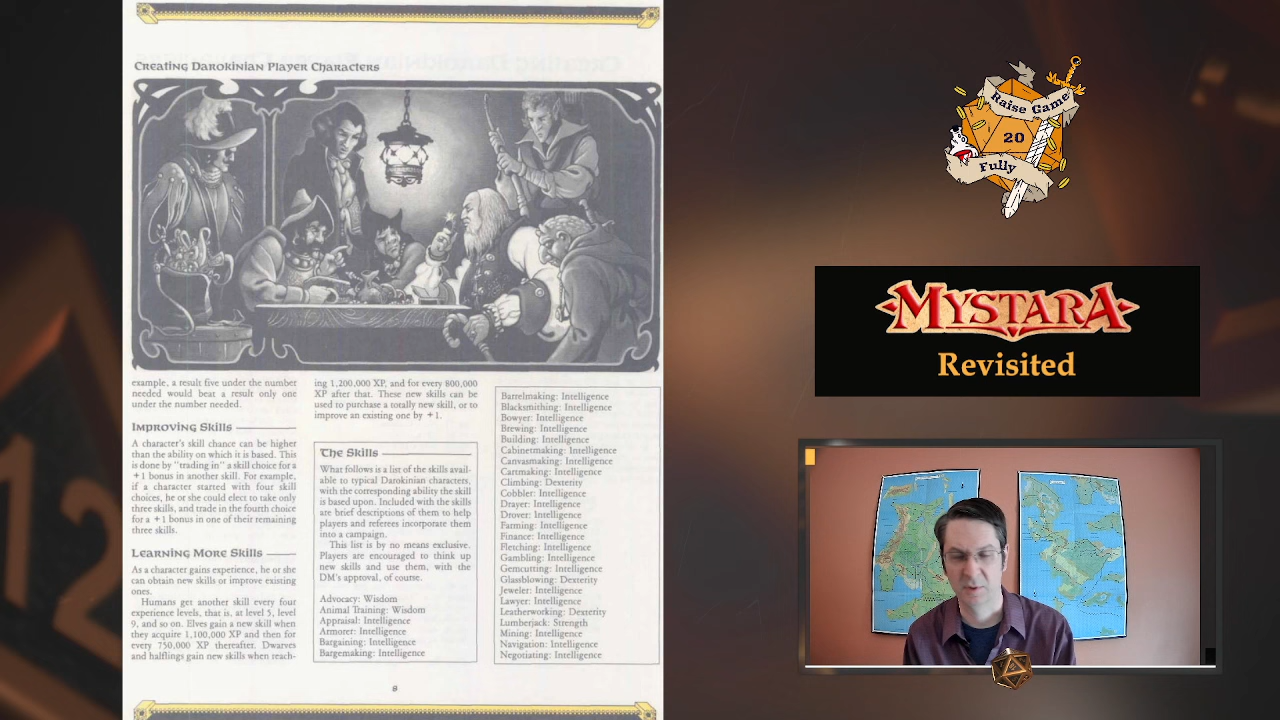 Creating Darokinian Player Characters
example, a result five under the number
needed would beat a result only one
under the number needed.
Improving Skills
A character's skill chance can be higher
than the ability on which it is based. This
is done by "trading in" a skill choice for a
+1 bonus in another skill. For example,
if a character started with four skill
choices, he or she could elect to take only
three skills, and trade in the fourth choice
for a +1 bonus in one of their remaining
three skills.
Learning More Skills
As a character gains experience, he or she
can obtain new skills or improve existing
ones.
Humans get another skill every four
experience levels, that is, at level 5, level
9, and so on. Elves gain a new skill when
they acquire 1,100,000 XP and then for
every 750,000 XP thereafter. Dwarves
and halflings gain new skills when reach-
ing 1,200,000 XP, and for every 800,000
XP after that. These new skills can be
used to purchase a totally new skill, or to
improve an existing one by +1.
The Skills
What follows is a list of the skills avail-
able to typical Darokinian characters,
with the corresponding ability the skill
is based upon. Included with the skills
are brief descriptions of them to help
players and referees incorporate them
into a campaign.
This list is by no means exclusive.
Players are encouraged to think up
new skills and use them, with the
DM's approval, of course.
Advocacy: Wisdom
Animal Training: Wisdom
Appraisal: Intelligence
Armorer: Intelligence
Bargaining: Intelligence
Bargemaking: Intelligence
Barrelmaking: Intelligence
Blacksmithing: Intelligence
Bowyer: Intelligence
Brewing: Intelligence
Building: Intelligence
Cabinetmaking: Intelligence
Canvasmaking: Intelligence
Cartmaking: Intelligence
Climbing: Dexterity
Cobbler: Intelligence
Drayer: Intelligence
Drover: Intelligence
Farming: Intelligence
Finance: Intelligence
Fletching: Intelligence
Gambling: Intelligence
Gemcutting: Intelligence
Glassblowing: Dexterity
Jeweler: Intelligence
Lawyer: Intelligence
Leatherworking: Dexterity
Lumberjack: Strength
Mining: Intelligence
Navigation: Intelligence
Negotiating: Intelligence
8
Raise Game
20
Fully
MYSTARA
Revisited
12